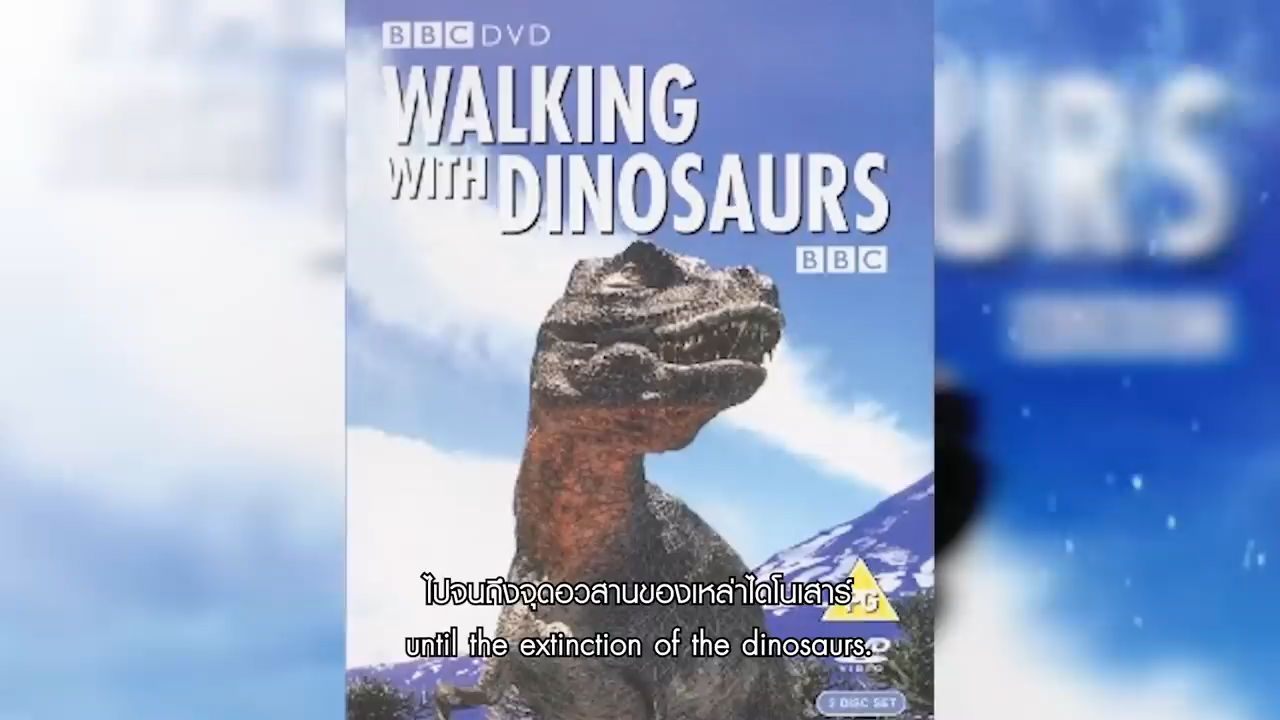 BBC DVD
WALKING
WITH DINOSAURS
BBC
ไปจนถึงจุดอวสานของเหล่าไดโนเสาร์
PG
until the extinction of the dinosaurs.
VIDEO
2 DISC SET